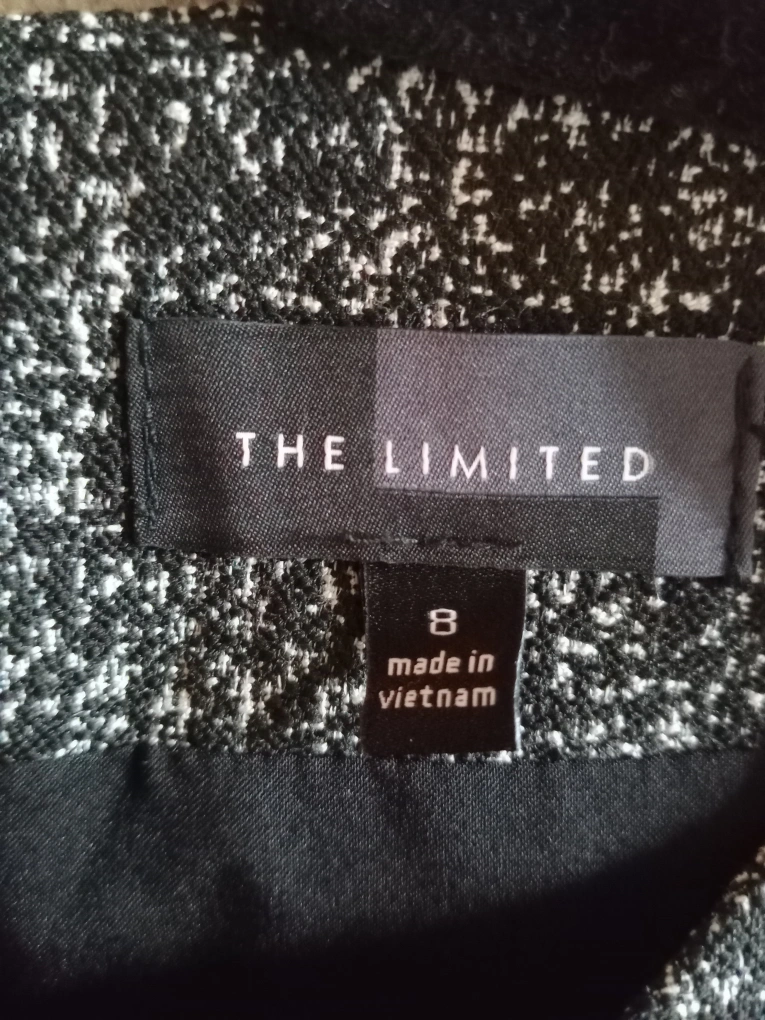 THE LIMITED
8
made in
vietnam